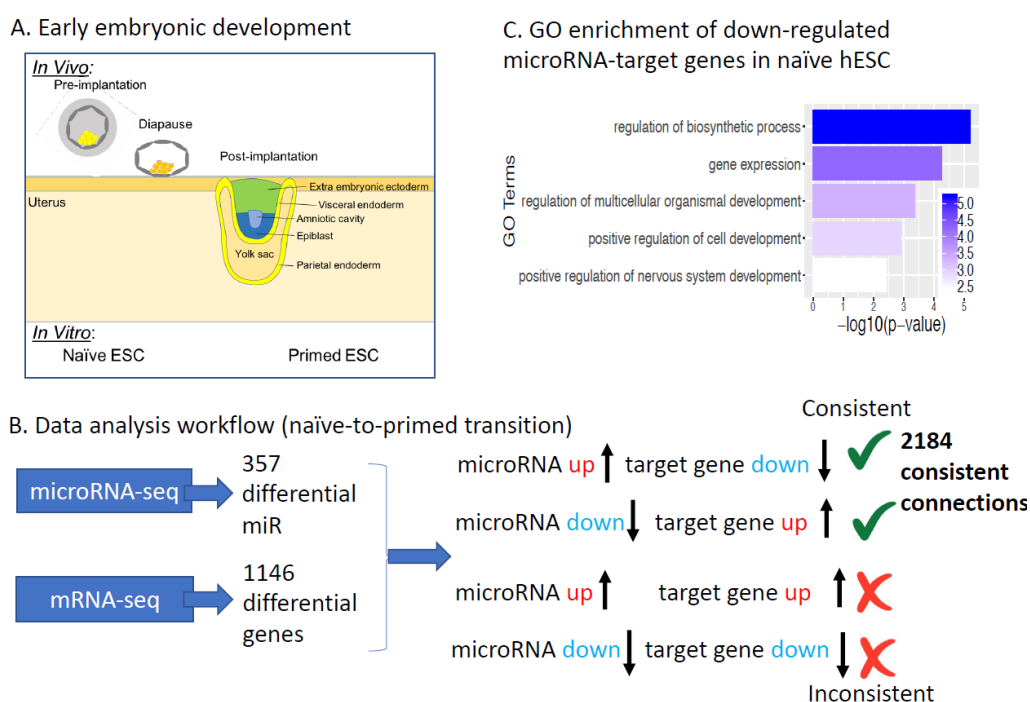 A. Early embryonic development
In Vivo:
Pre-implantation
Diapause
Post-implantation
Uterus
Extra embryonic ectoderm
Visceral endoderm
Amniotic cavity
Epiblast
Yolk sac
Parietal endoderm
In Vitro:
Naïve ESC
Primed ESC
C. GO enrichment of down-regulated
microRNA-target genes in naïve hESC
GO Terms
regulation of biosynthetic process
gene expression
regulation of multicellular organismal development
positive regulation of cell development
positive regulation of nervous system development
5.0
4.5
4.0
3.5
3.0
2.5
0 1 2 3 4 5
-log10(p-value)
B. Data analysis workflow (naïve-to-primed transition)
microRNA-seq
357
differential
miR
mRNA-seq
1146
differential
genes
Consistent
microRNA up target gene down
microRNA down target gene up
2184
consistent
connections
microRNA up target gene up
microRNA down target gene down
Inconsistent